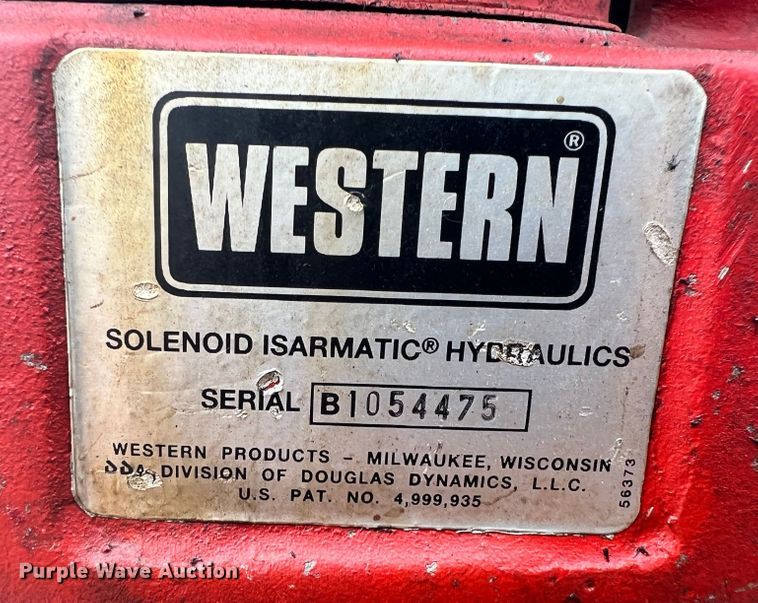 WESTERN®
SOLENOID ISARMATIC® HYDRAULICS
SERIAL B1054475
WESTERN PRODUCTS - MILWAUKEE, WISCONSIN
DIVISION OF DOUGLAS DYNAMICS, L.L.C.
U.S. PAT. NO. 4,999,935
56373
Purple Wave Auction